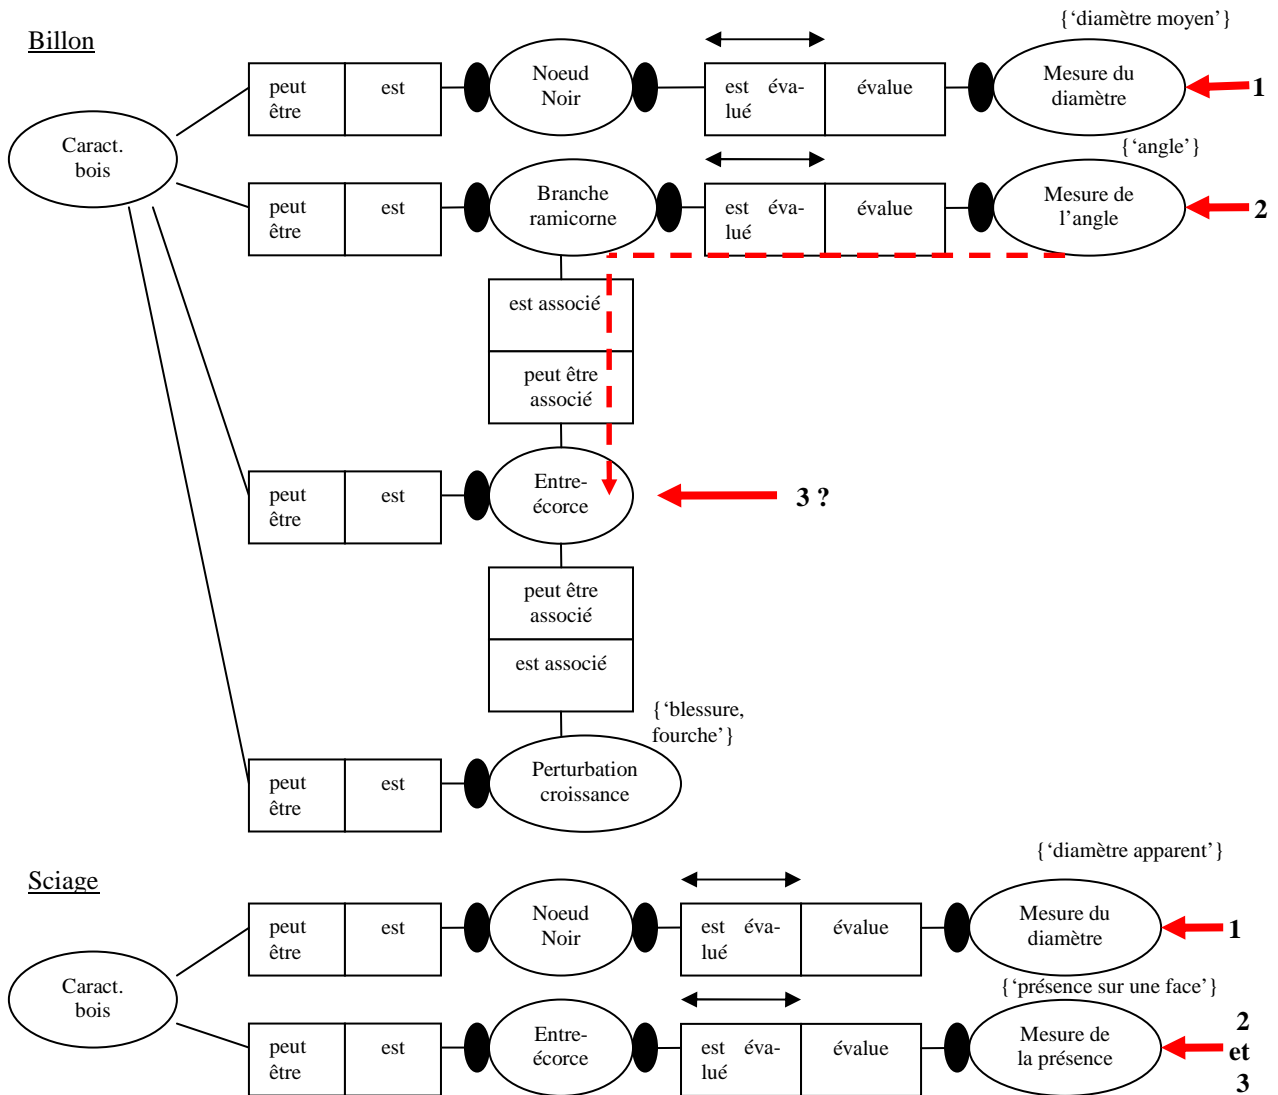 {‘diamètre moyen’}
Billon
peut
être
est
Noeud
Noir
est éva-
lué
évalue
Mesure du
diamètre
1
Caract.
bois
{‘angle’}
peut
être
est
Branche
ramicorne
est éva-
lué
évalue
Mesure de
l’angle
2
est associé
peut être
associé
peut
être
est
Entre-
écorce
3 ?
peut être
associé
est associé
{‘blessure,
fourche’}
peut
être
est
Perturbation
croissance
{‘diamètre apparent’}
Sciage
peut
être
est
Noeud
Noir
est éva-
lué
évalue
Mesure du
diamètre
1
Caract.
bois
{‘présence sur une face’}
peut
être
est
Entre-
écorce
est éva-
lué
évalue
Mesure de
la présence
2
et
3